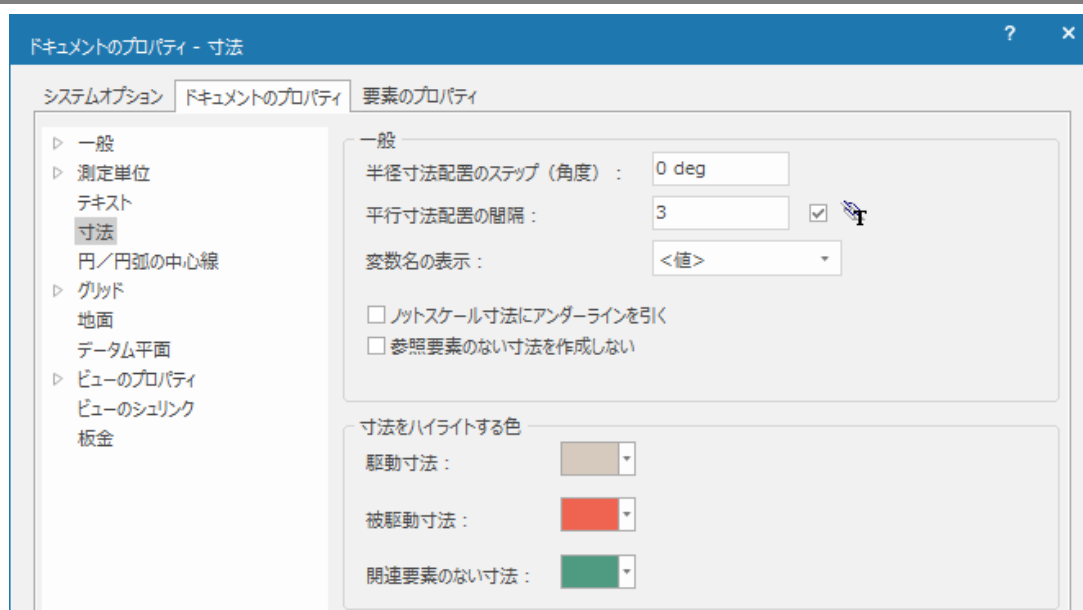 ドキュメントのプロパティ - 寸法
? ×
システムオプション ドキュメントのプロパティ 要素のプロパティ
一般
測定単位
テキスト
寸法
円／円弧の中心線
グリッド
地面
データム平面
ビューのプロパティ
ビューのシュリンク
板金
一般
半径寸法配置のステップ（角度）： 0 deg
平行寸法配置の間隔： 3
変数名の表示： <値>
ノットスケール寸法にアンダーラインを引く
参照要素のない寸法を作成しない
寸法をハイライトする色
駆動寸法：
被駆動寸法：
関連要素のない寸法：